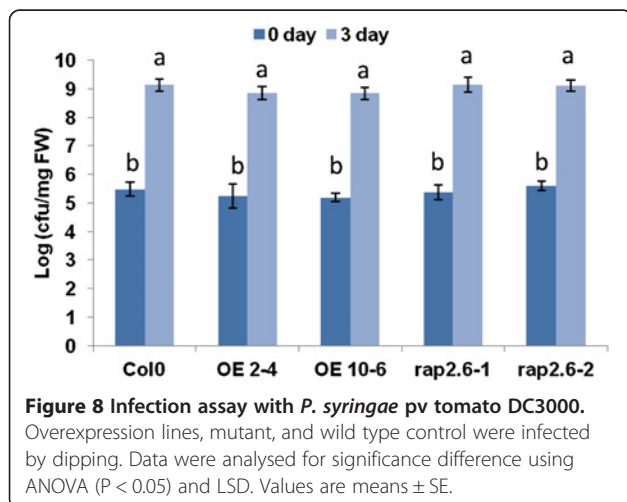 0 day 3 day
10
9
8
7
6
5
4
3
2
1
0
Log (cfu/mg FW)
a a a a a
b b b b b
Col0 OE 2-4 OE 10-6 rap2.6-1 rap2.6-2
Figure 8 Infection assay with P. syringae pv tomato DC3000.
Overexpression lines, mutant, and wild type control were infected
by dipping. Data were analysed for significance difference using
ANOVA (P < 0.05) and LSD. Values are means ± SE.